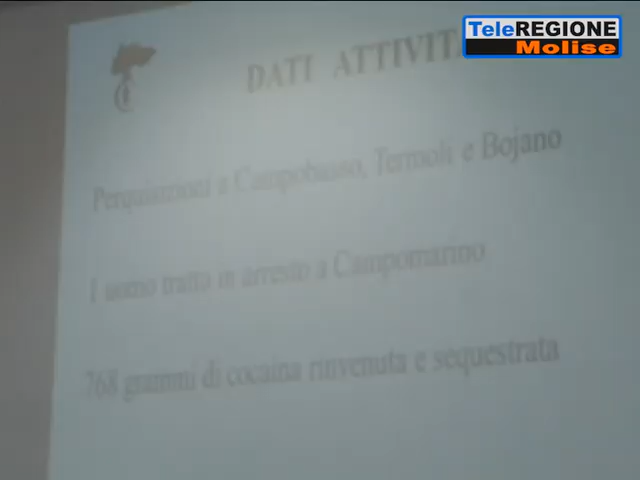 TeleREGIONE
Molise
DATI ATTIVITA
Perquisizioni a Campobasso, Termoli e Bojano
1 uomo tratto in arresto a Campomarino
768 grammi di cocaina rinvenuta e sequestrata